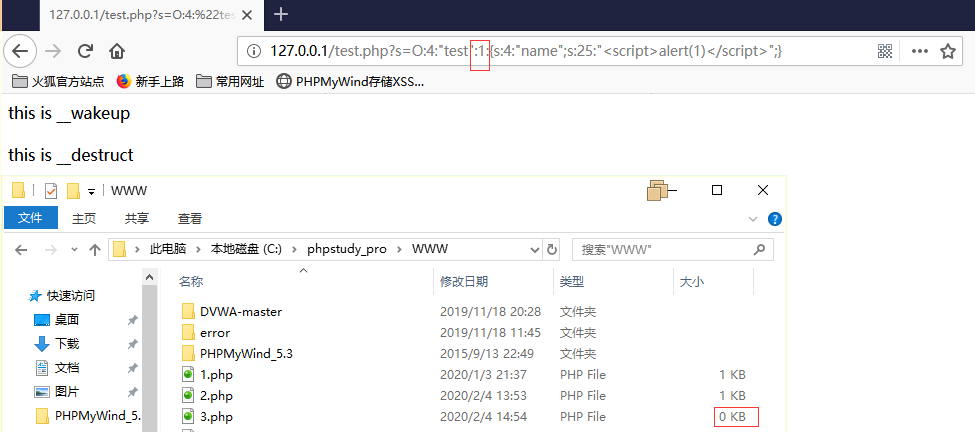 127.0.0.1/test.php?s=O:4:%22tes
127.0.0.1/test.php?s=O:4:"test":1:{s:4:"name";s:25:"<script>alert(1)</script>";}
火狐官方站点 新手上路 常用网址 PHPMyWind存储XSS...
this is __wakeup
this is __destruct
WWW
文件 主页 共享 查看
此电脑 本地磁盘 (C:) phpstudy_pro WWW 搜索"WWW"
名称 修改日期 类型 大小
快速访问
桌面
下载
文档
图片
PHPMyWind_5.
DVWA-master 2019/11/18 20:28 文件夹
error 2019/11/18 11:45 文件夹
PHPMyWind_5.3 2015/9/13 22:49 文件夹
1.php 2020/1/3 21:37 PHP File 1 KB
2.php 2020/2/4 13:53 PHP File 1 KB
3.php 2020/2/4 14:54 PHP File 0 KB